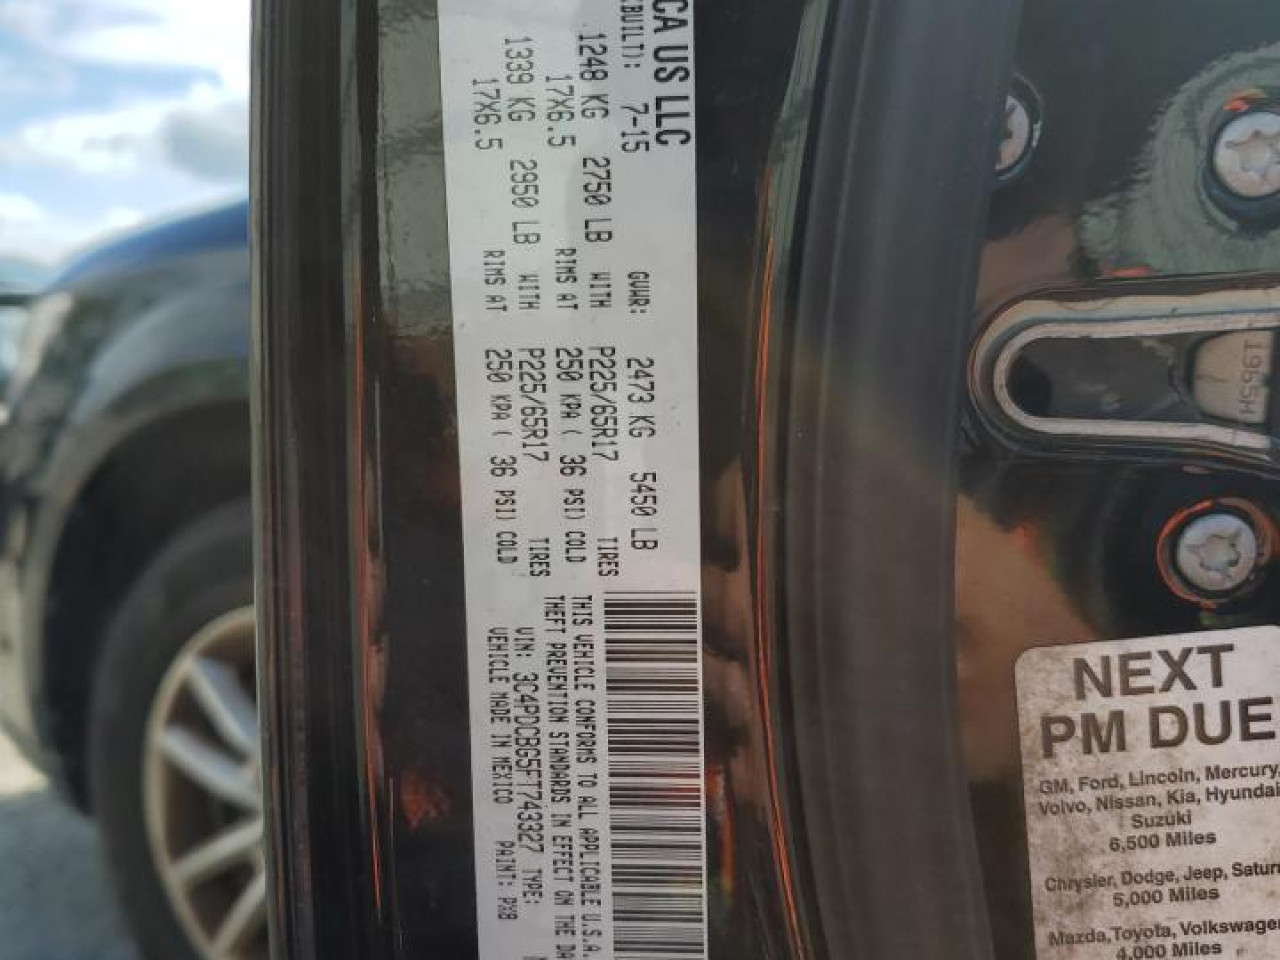 CA US LLC
BUILT): 7-15 GVWR: 2473 KG 5450 LB
1248 KG 2750 LB WITH P225/65R17 TIRES
17X6.5 RIMS AT 250 KPA ( 36 PSI) COLD
1339 KG 2950 LB WITH P225/65R17 TIRES
17X6.5 RIMS AT 250 KPA ( 36 PSI) COLD
THIS VEHICLE CONFORMS TO ALL APPLICABLE U.S.A.
THEFT PREVENTION STANDARDS IN EFFECT ON THE DA
VIN: 3C4PDCBG5FT743327 TYPE:
VEHICLE MADE IN MEXICO PAINT: PXB
T965H
NEXT
PM DUE
GM, Ford, Lincoln, Mercury,
Volvo, Nissan, Kia, Hyundai
Suzuki
6,500 Miles
Chrysler, Dodge, Jeep, Satur
5,000 Miles
Mazda, Toyota, Volkswage
4,000 Miles